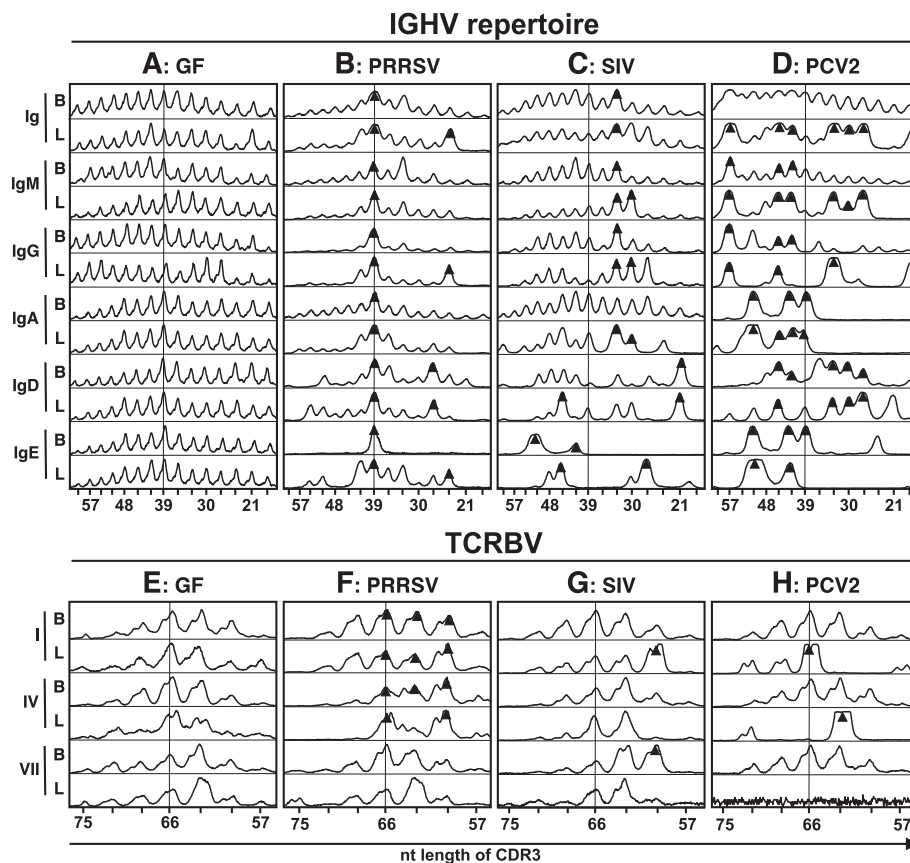 IGHV repertoire
A: GF B: PRRSV C: SIV D: PCV2
Ig B
L
IgM B
L
IgG B
L
IgA B
L
IgD B
L
IgE B
L
57 48 39 30 21 57 48 39 30 21 57 48 39 30 21 57 48 39 30 21
TCRBV
E: GF F: PRRSV G: SIV H: PCV2
I B
L
IV B
L
VII B
L
75 66 57 75 66 57 75 66 57 75 66 57
nt length of CDR3